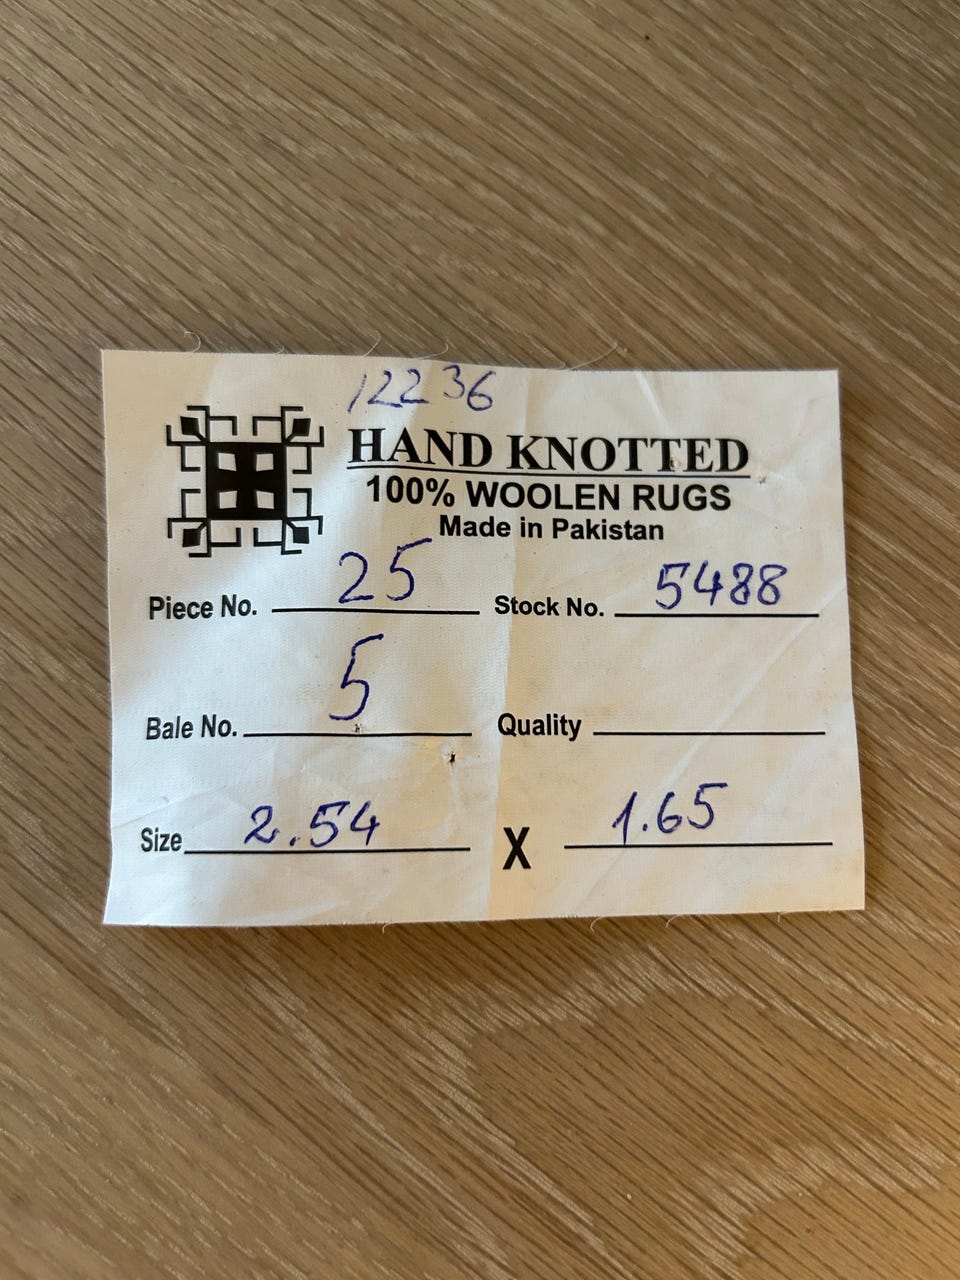 12236
HAND KNOTTED
100% WOOLEN RUGS
Made in Pakistan
Piece No. 25 Stock No. 5488
Bale No. 5 Quality
Size 2.54 X 1.65